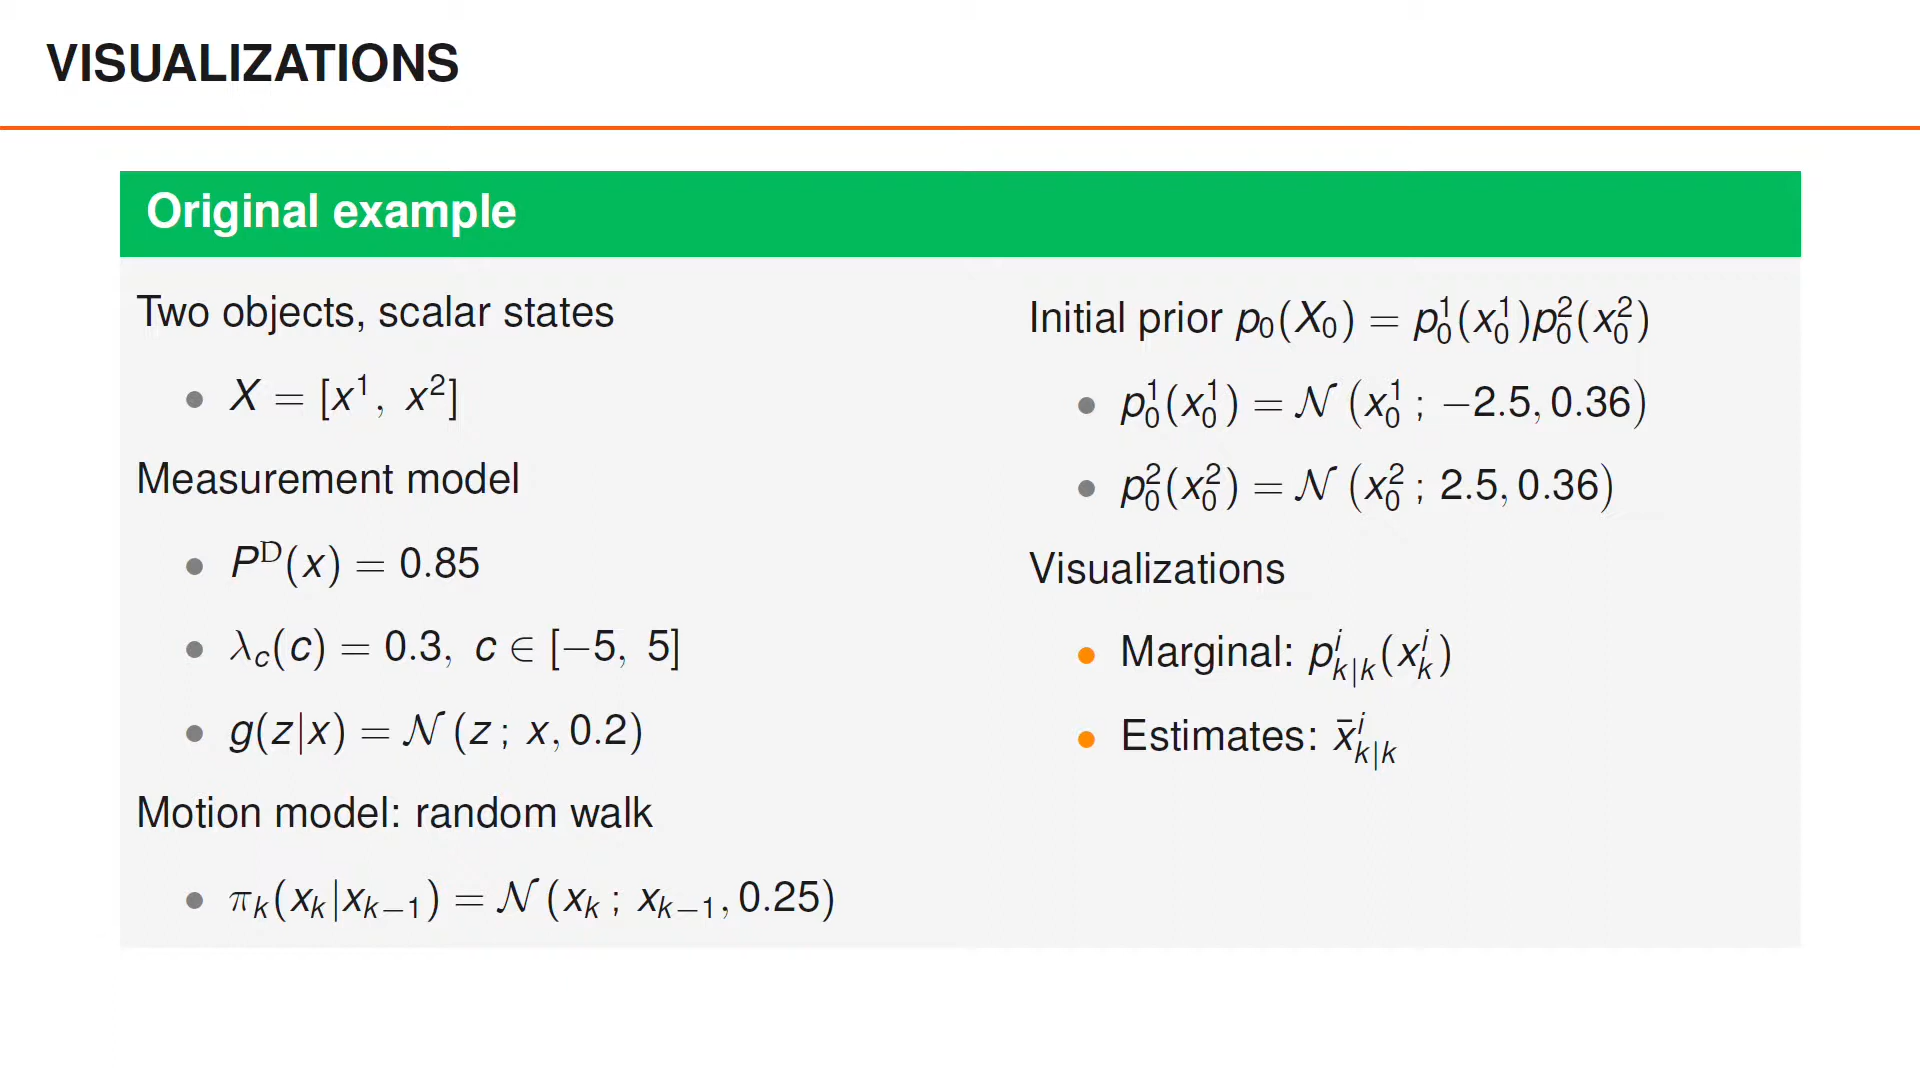 VISUALIZATIONS
Original example
Two objects, scalar states
• X = [x¹, x²]
Measurement model
• Pᴰ(x) = 0.85
• λ_c(c) = 0.3, c ∈ [−5, 5]
• g(z|x) = 𝒩(z ; x, 0.2)
Motion model: random walk
• π_k(x_k|x_{k−1}) = 𝒩(x_k ; x_{k−1}, 0.25)
Initial prior p_0(X_0) = p_0^1(x_0^1)p_0^2(x_0^2)
• p_0^1(x_0^1) = 𝒩(x_0^1 ; −2.5, 0.36)
• p_0^2(x_0^2) = 𝒩(x_0^2 ; 2.5, 0.36)
Visualizations
• Marginal: p_{k|k}^i(x_k^i)
• Estimates: x̄_{k|k}^i